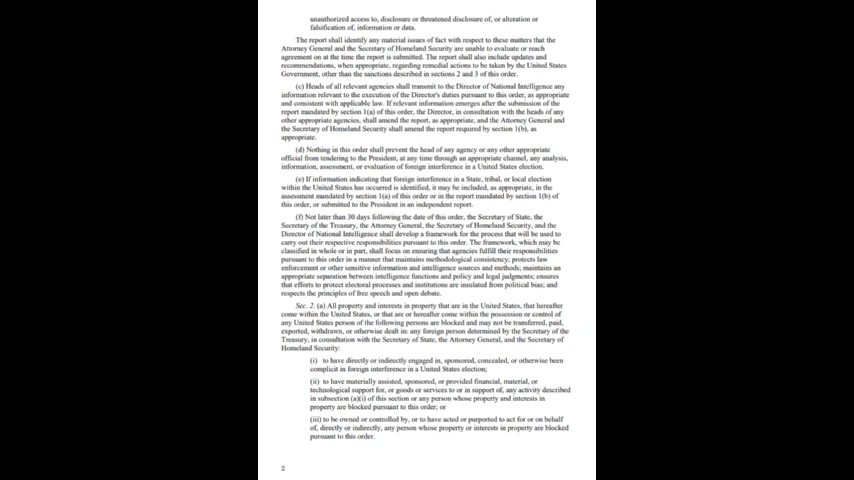 unauthorized access to, disclosure or threatened disclosure of, or alteration or
falsification of, information or data.
The report shall identify any material issues of fact with respect to these matters that the
Attorney General and the Secretary of Homeland Security are unable to evaluate or reach
agreement on at the time the report is submitted. The report shall also include updates and
recommendations, when appropriate, regarding remedial actions to be taken by the United States
Government, other than the sanctions described in sections 2 and 3 of this order.
(c) Heads of all relevant agencies shall transmit to the Director of National Intelligence any
information relevant to the execution of the Director's duties pursuant to this order, as appropriate
and consistent with applicable law. If relevant information emerges after the submission of the
report mandated by section 1(a) of this order, the Director, in consultation with the heads of any
other appropriate agencies, shall amend the report, as appropriate, and the Attorney General and
the Secretary of Homeland Security shall amend the report required by section 1(b), as
appropriate.
(d) Nothing in this order shall prevent the head of any agency or any other appropriate
official from tendering to the President, at any time through an appropriate channel, any analysis,
information, assessment, or evaluation of foreign interference in a United States election.
(e) If information indicating that foreign interference in a State, tribal, or local election
within the United States has occurred is identified, it may be included, as appropriate, in the
assessment mandated by section 1(a) of this order or in the report mandated by section 1(b) of
this order, or submitted to the President in an independent report.
(f) Not later than 30 days following the date of this order, the Secretary of State, the
Secretary of the Treasury, the Attorney General, the Secretary of Homeland Security, and the
Director of National Intelligence shall develop a framework for the process that will be used to
carry out their respective responsibilities pursuant to this order. The framework, which may be
classified in whole or in part, shall focus on ensuring that agencies fulfill their responsibilities
pursuant to this order in a manner that maintains methodological consistency; protects law
enforcement or other sensitive information and intelligence sources and methods; maintains an
appropriate separation between intelligence functions and policy and legal judgments; ensures
that efforts to protect electoral processes and institutions are insulated from political bias; and
respects the principles of free speech and open debate.
Sec. 2. (a) All property and interests in property that are in the United States, that hereafter
come within the United States, or that are or hereafter come within the possession or control of
any United States person of the following persons are blocked and may not be transferred, paid,
exported, withdrawn, or otherwise dealt in: any foreign person determined by the Secretary of the
Treasury, in consultation with the Secretary of State, the Attorney General, and the Secretary of
Homeland Security:
(i) to have directly or indirectly engaged in, sponsored, concealed, or otherwise been
complicit in foreign interference in a United States election;
(ii) to have materially assisted, sponsored, or provided financial, material, or
technological support for, or goods or services to or in support of, any activity described
in subsection (a)(i) of this section or any person whose property and interests in
property are blocked pursuant to this order; or
(iii) to be owned or controlled by, or to have acted or purported to act for or on behalf
of, directly or indirectly, any person whose property or interests in property are blocked
pursuant to this order.
2